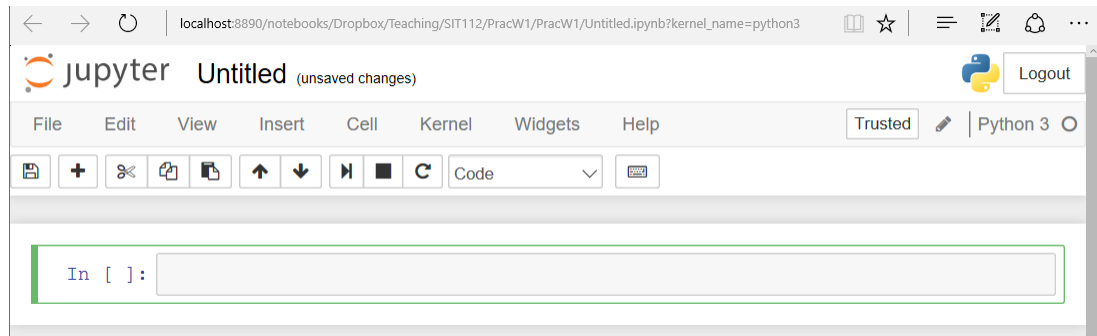 localhost:8890/notebooks/Dropbox/Teaching/SIT112/PracW1/PracW1/Untitled.ipynb?kernel_name=python3
jupyter Untitled (unsaved changes) Logout
File Edit View Insert Cell Kernel Widgets Help Trusted Python 3
Code
In [ ]: